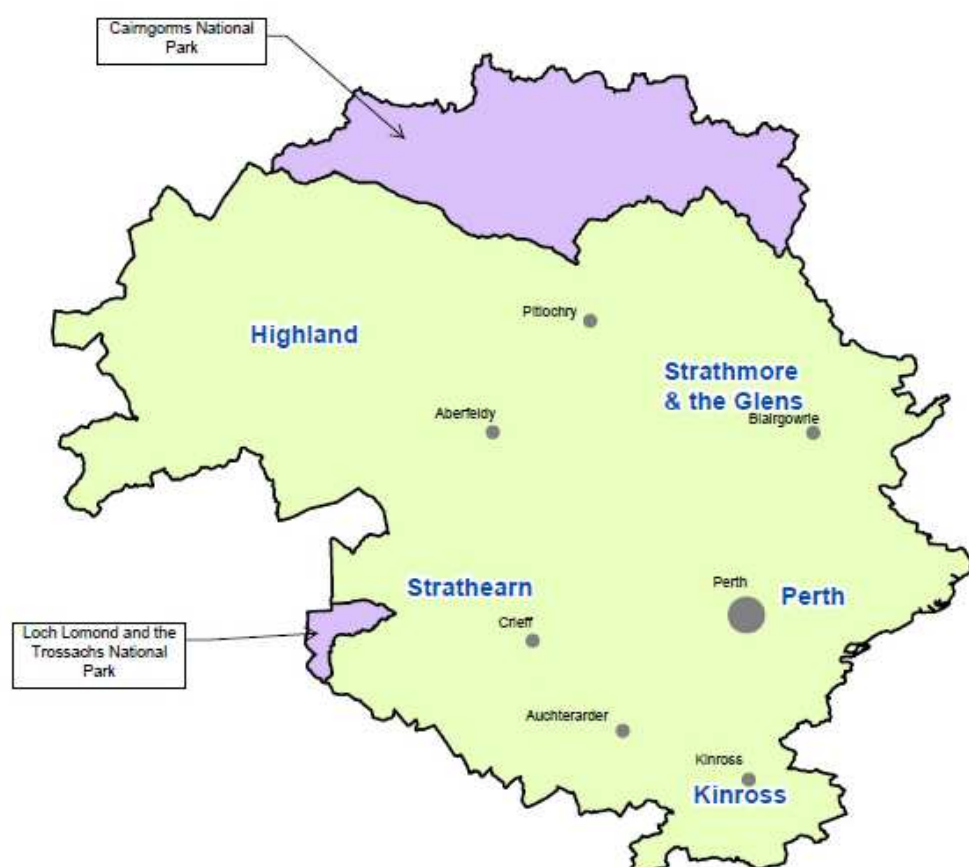 Cairngorms National
Park
Pitlochry
Highland
Strathmore
& the Glens
Aberfeldy
Blairgowrie
Strathearn
Perth
Perth
Crieff
Loch Lomond and the
Trossachs National
Park
Auchterarder
Kinross
Kinross